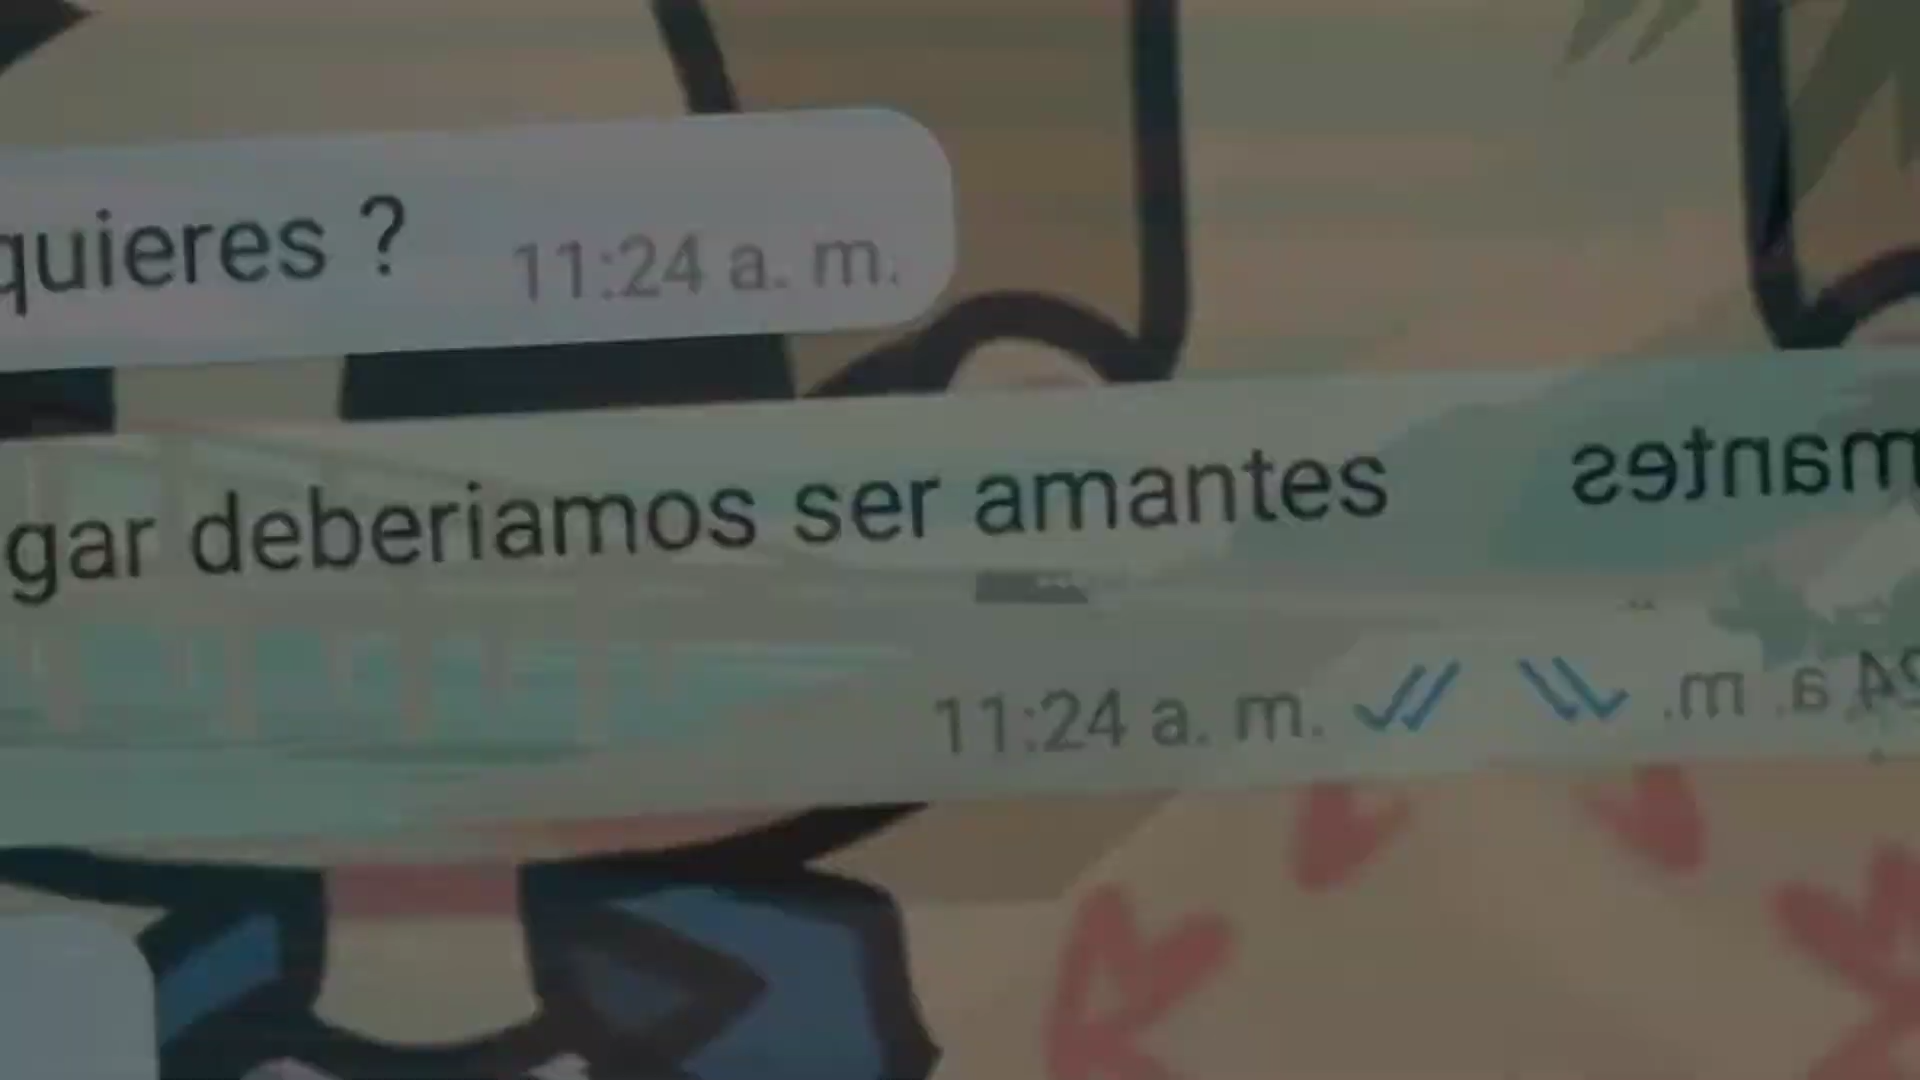 quieres ? 11:24 a. m.
gar deberiamos ser amantes
11:24 a. m.